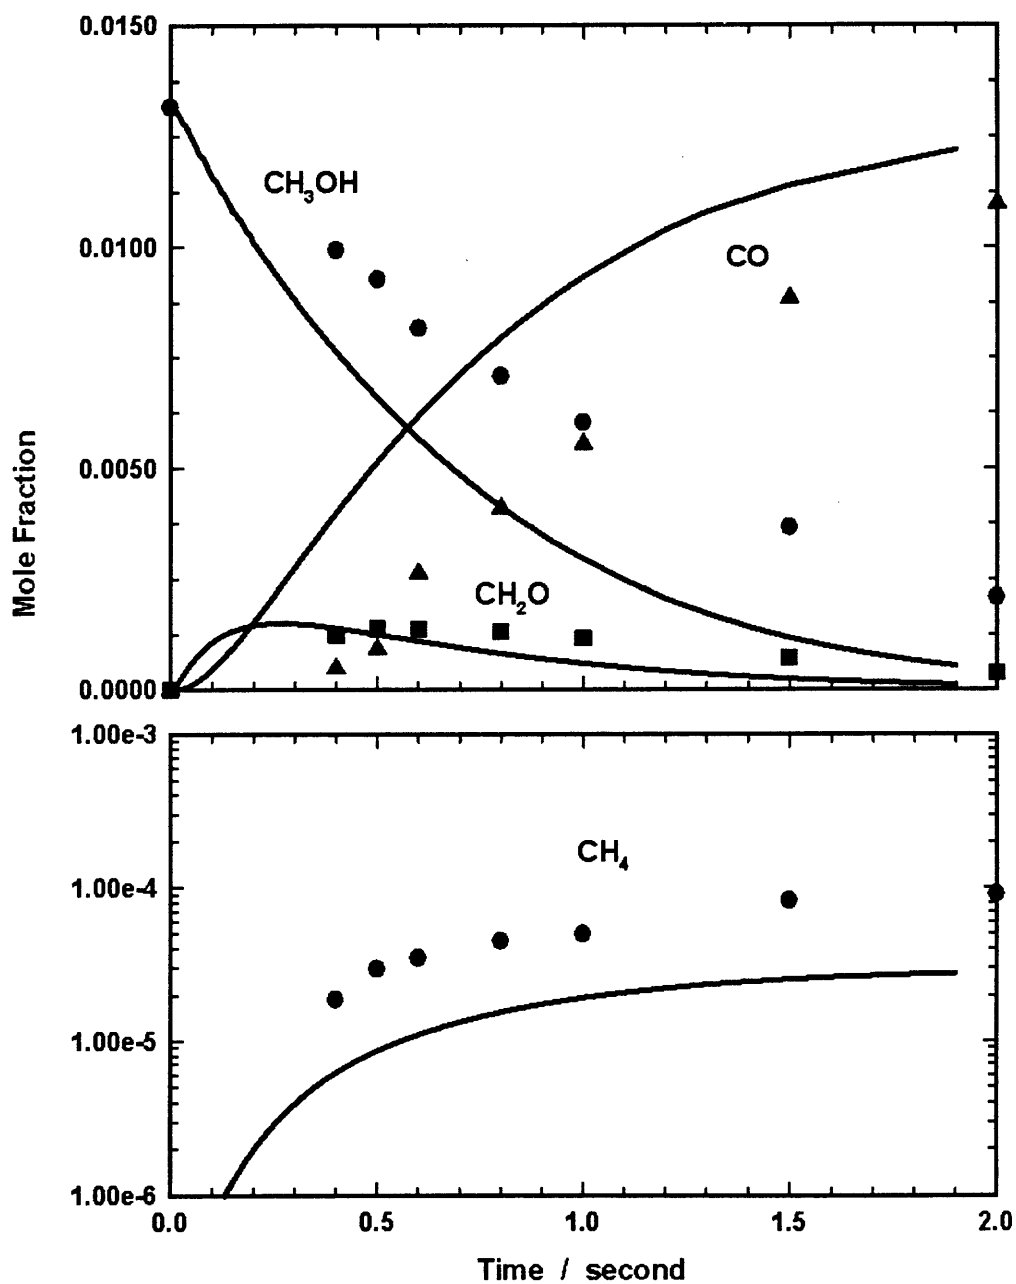 0.0150
CH₃OH
0.0100
CO
0.0050
CH₂O
0.0000
Mole Fraction
1.00e-3
CH₄
1.00e-4
1.00e-5
1.00e-6
0.0 0.5 1.0 1.5 2.0
Time / second